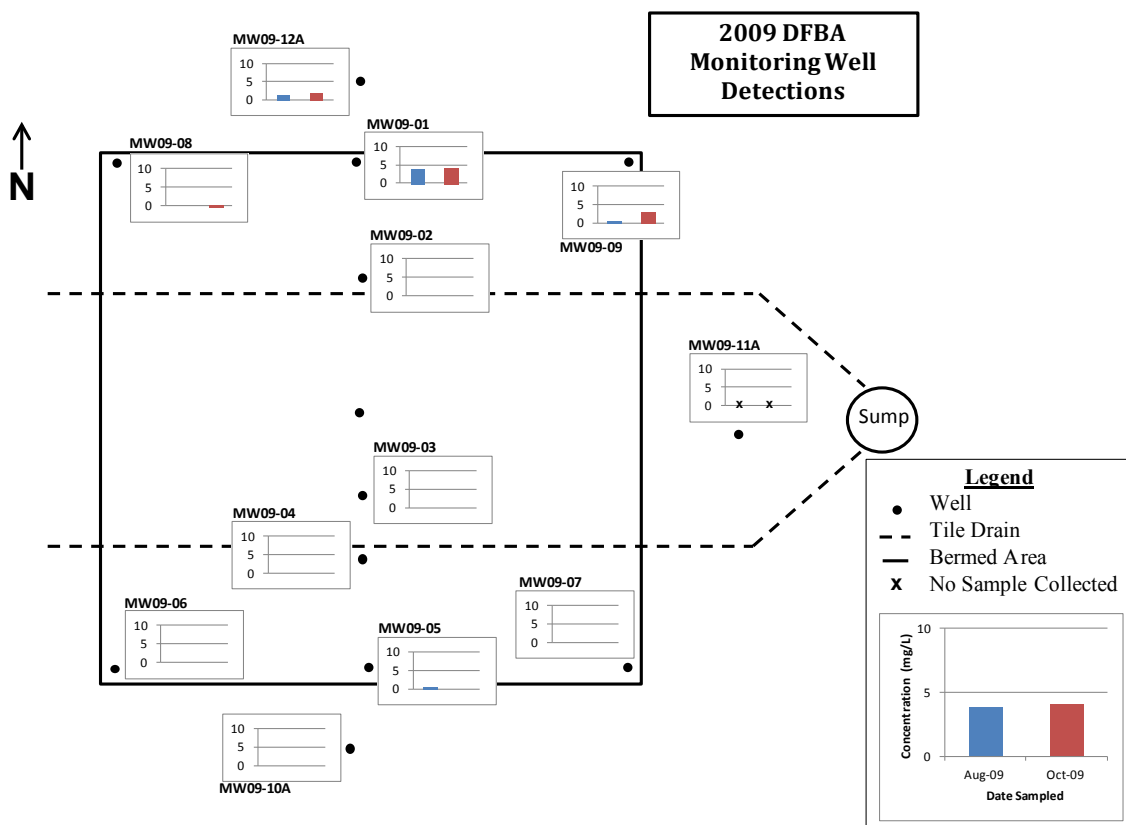 2009 DFBA
Monitoring Well
Detections
N
MW09-12A
10
5
0
MW09-08
10
5
0
MW09-01
10
5
0
10
5
0
MW09-09
MW09-02
10
5
0
MW09-11A
10
5
0
x x
Sump
MW09-03
10
5
0
MW09-04
10
5
0
MW09-06
10
5
0
MW09-05
10
5
0
MW09-07
10
5
0
10
5
0
MW09-10A
Legend
Well
Tile Drain
Bermed Area
x No Sample Collected
Concentration (mg/L)
10
5
0
Aug-09 Oct-09
Date Sampled